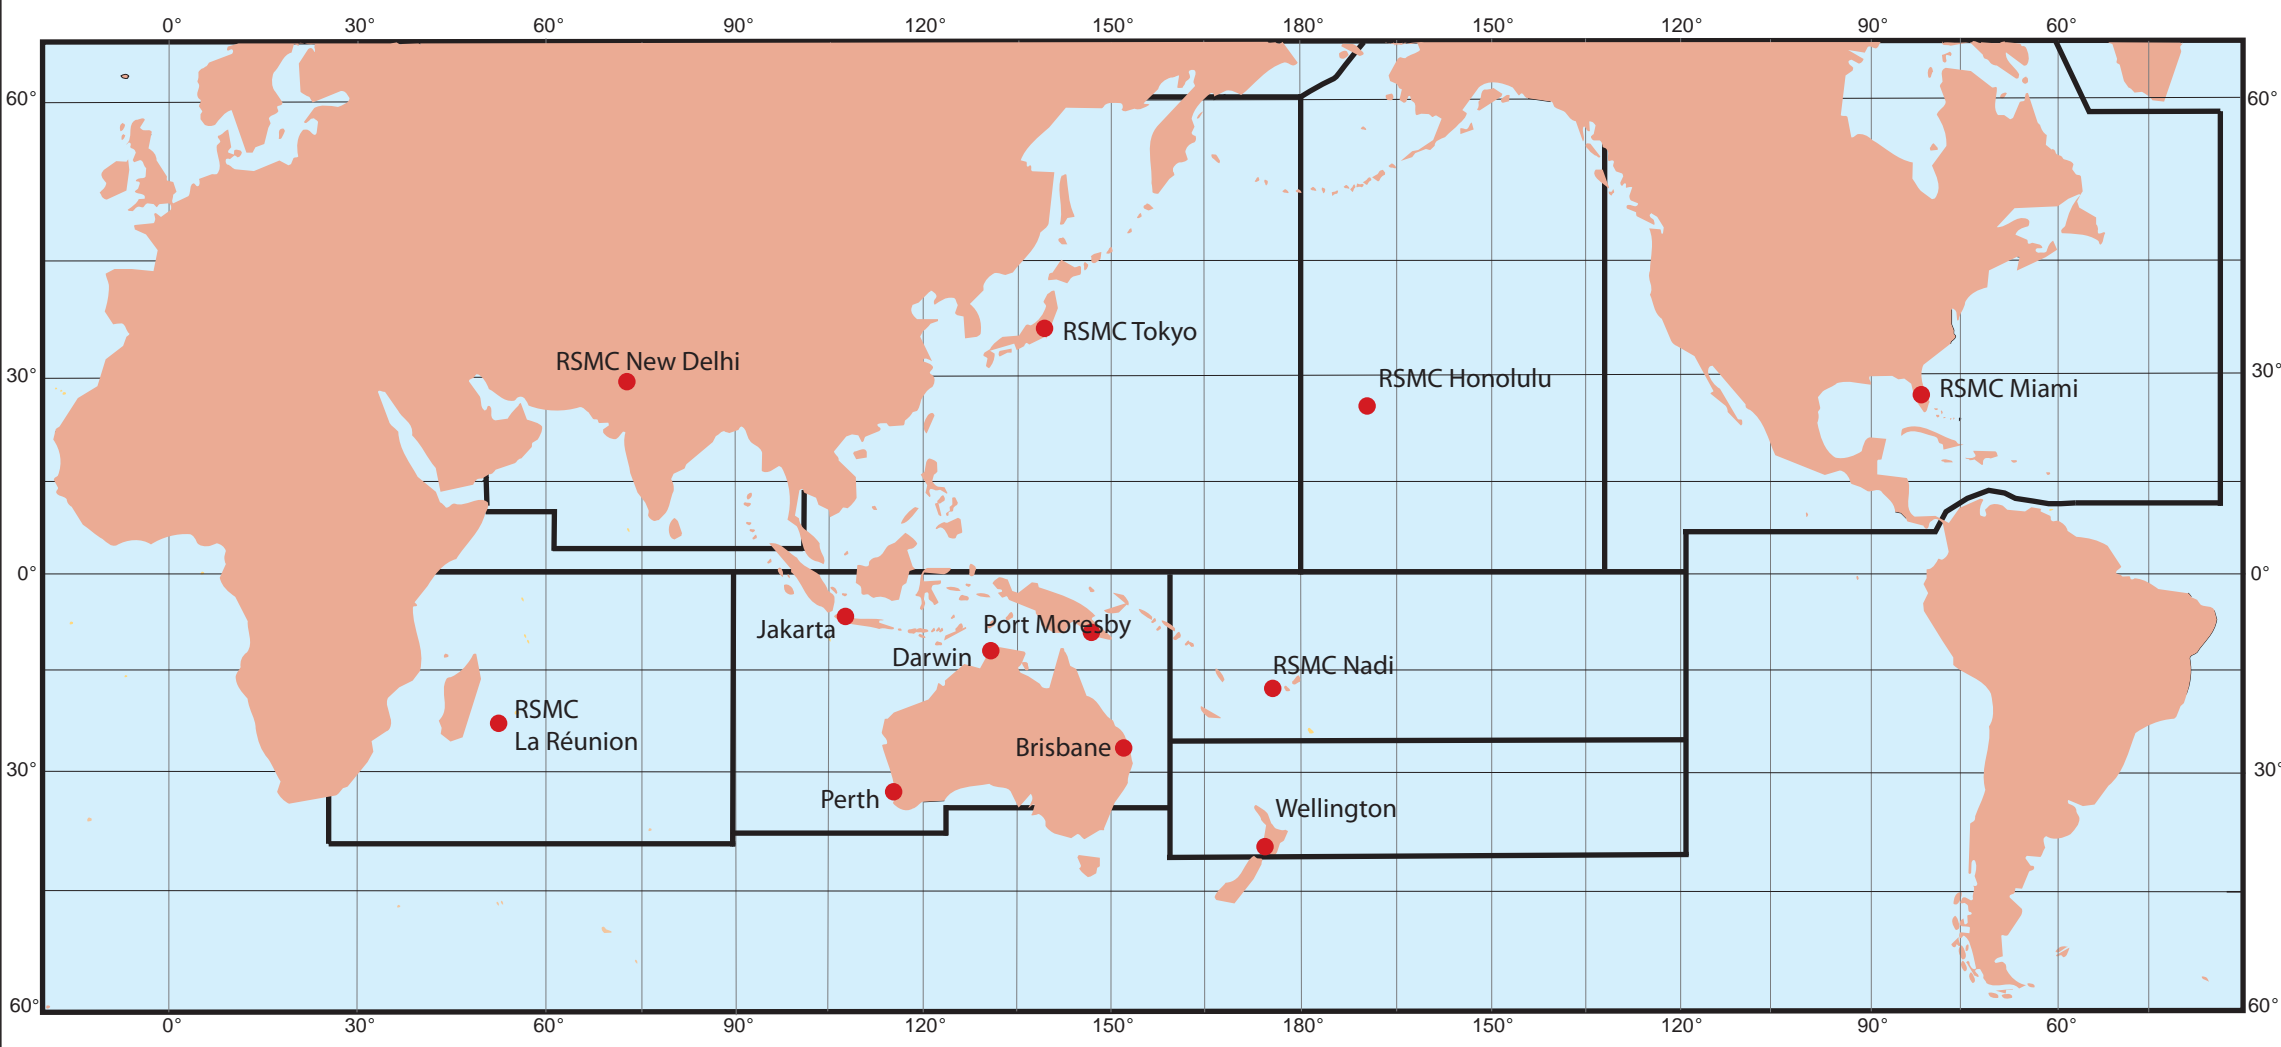 0° 30° 60° 90° 120° 150° 180° 150° 120° 90° 60°
60° 60°
RSMC Tokyo
RSMC New Delhi
30° 30°
RSMC Honolulu
RSMC Miami
0° 0°
Jakarta
Port Moresby
Darwin
RSMC Nadi
RSMC
La Réunion
Brisbane
30° 30°
Perth
Wellington
60° 60°
0° 30° 60° 90° 120° 150° 180° 150° 120° 90° 60°